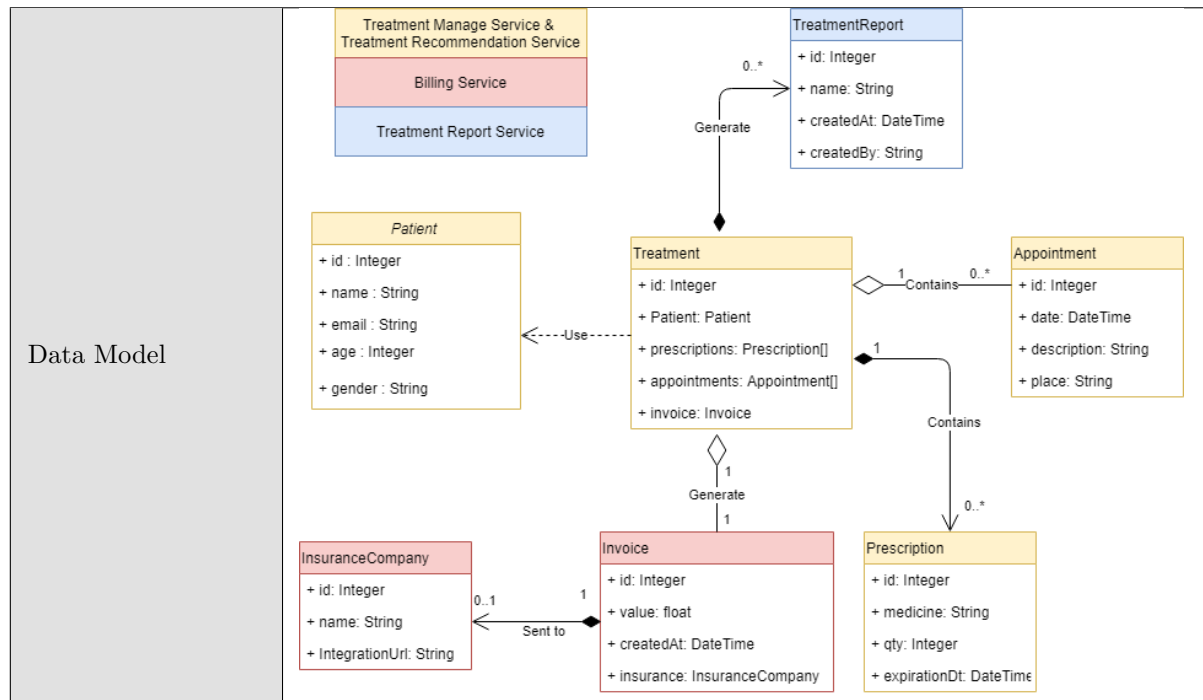 Data Model
Treatment Manage Service &
Treatment Recommendation Service
Billing Service
Treatment Report Service
TreatmentReport
+ id: Integer
+ name: String
+ createdAt: DateTime
+ createdBy: String
0..*
Generate
Patient
+ id : Integer
+ name : String
+ email : String
+ age : Integer
+ gender : String
Use
Treatment
+ id: Integer
+ Patient: Patient
+ prescriptions: Prescription[]
+ appointments: Appointment[]
+ invoice: Invoice
1
Contains
0..*
Appointment
+ id: Integer
+ date: DateTime
+ description: String
+ place: String
1
Contains
0..*
1
Generate
1
InsuranceCompany
+ id: Integer
+ name: String
+ IntegrationUrl: String
0..1
Sent to
1
Invoice
+ id: Integer
+ value: float
+ createdAt: DateTime
+ insurance: InsuranceCompany
Prescription
+ id: Integer
+ medicine: String
+ qty: Integer
+ expirationDt: DateTime